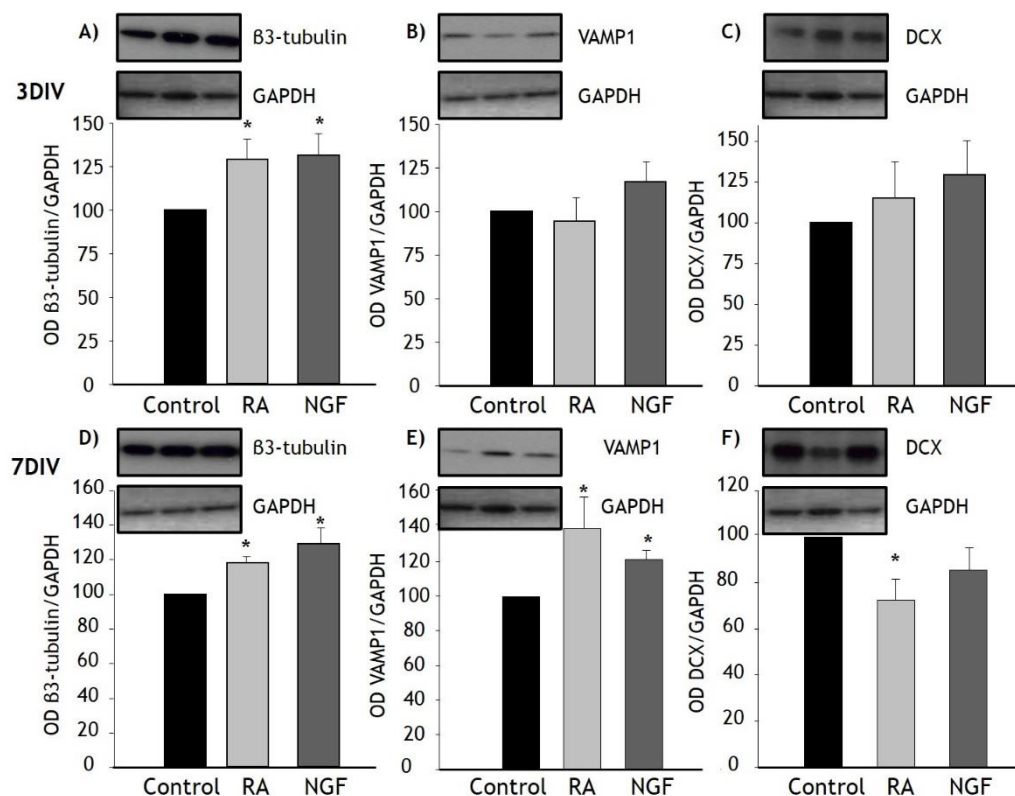 3DIV
A)
ß3-tubulin
GAPDH
OD ß3-tubulin/GAPDH
150
125
100
75
50
25
0
*
*
Control RA NGF
B)
VAMP1
GAPDH
OD VAMP1/GAPDH
150
125
100
75
50
25
0
Control RA NGF
C)
DCX
GAPDH
OD DCX/GAPDH
150
125
100
75
50
25
0
Control RA NGF
7DIV
D)
ß3-tubulin
GAPDH
OD ß3-tubulin/GAPDH
160
140
120
100
80
60
40
20
0
*
*
Control RA NGF
E)
VAMP1
GAPDH
OD VAMP1/GAPDH
160
140
120
100
80
60
40
20
0
*
*
Control RA NGF
F)
DCX
GAPDH
OD DCX/GAPDH
120
100
80
60
40
20
0
*
Control RA NGF